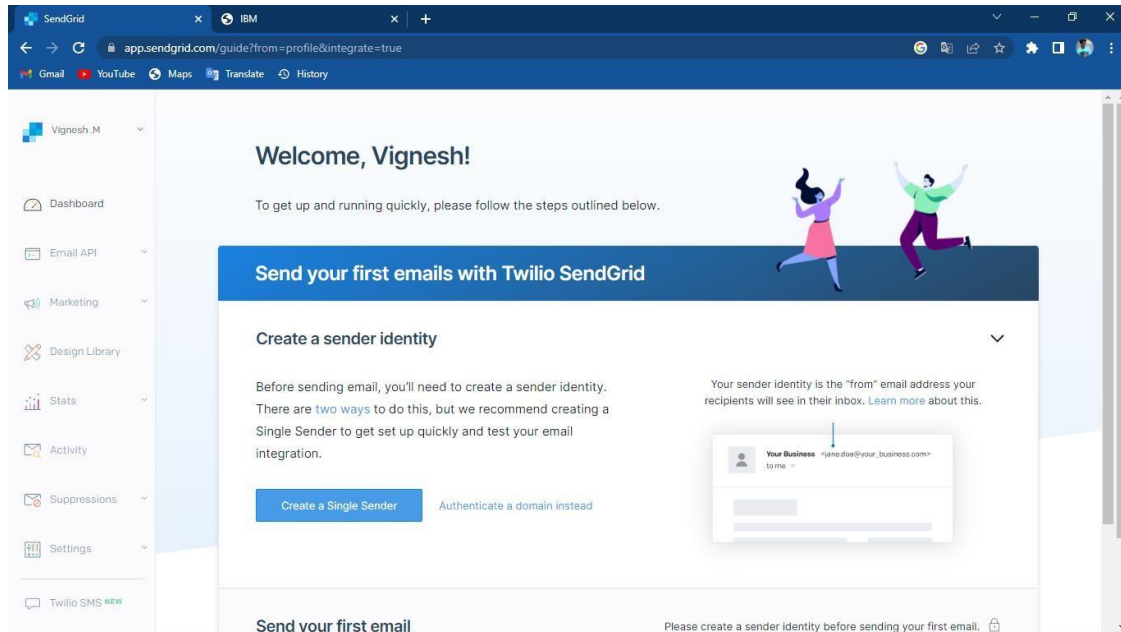 SendGrid
IBM
app.sendgrid.com/guide?from=profile&integrate=true
Gmail
YouTube
Maps
Translate
History
Vignesh .M
Dashboard
Email API
Marketing
Design Library
Stats
Activity
Suppressions
Settings
Twilio SMS NEW
Welcome, Vignesh!
To get up and running quickly, please follow the steps outlined below.
Send your first emails with Twilio SendGrid
Create a sender identity
Before sending email, you'll need to create a sender identity.
There are two ways to do this, but we recommend creating a
Single Sender to get set up quickly and test your email
integration.
Create a Single Sender
Authenticate a domain instead
Your sender identity is the "from" email address your
recipients will see in their inbox. Learn more about this.
Your Business <jane.doe@your_business.com>
to me
Send your first email
Please create a sender identity before sending your first email.